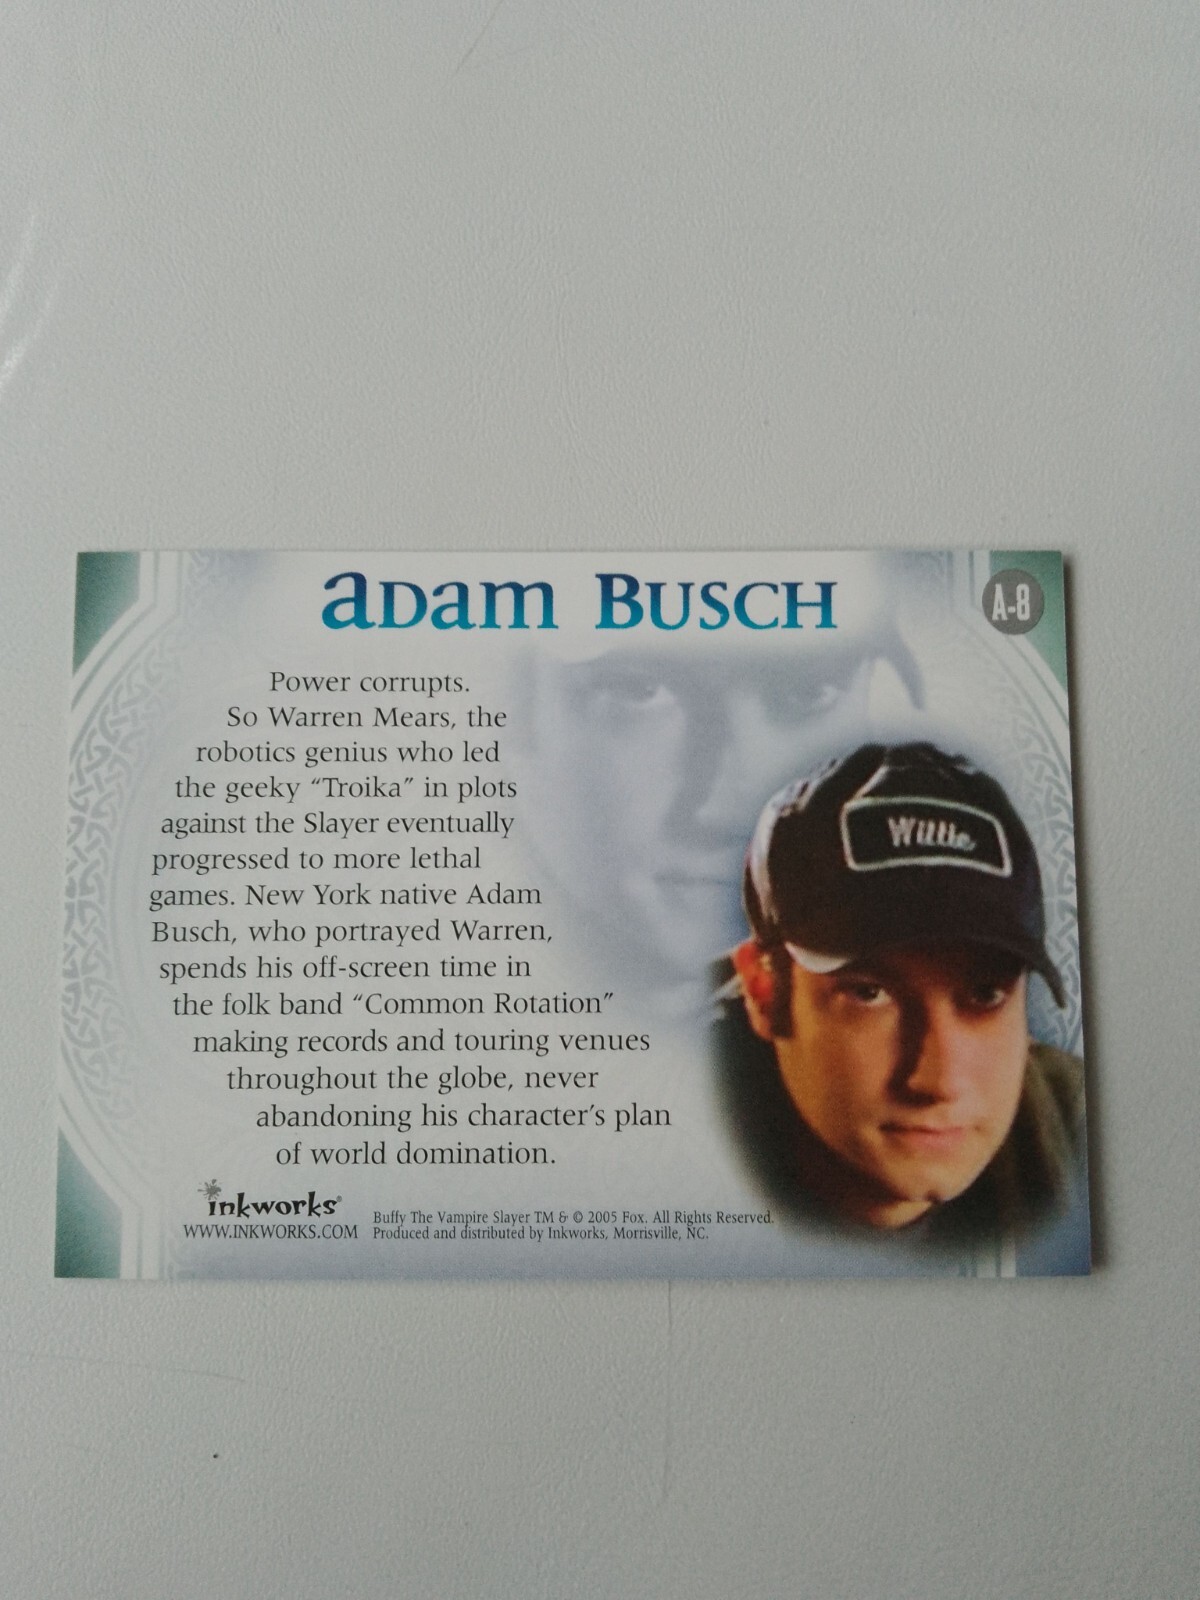 aDam BUSCH
A-8
Power corrupts.
So Warren Mears, the
robotics genius who led
the geeky “Troika” in plots
against the Slayer eventually
progressed to more lethal
games. New York native Adam
Busch, who portrayed Warren,
spends his off-screen time in
the folk band “Common Rotation”
making records and touring venues
throughout the globe, never
abandoning his character’s plan
of world domination.
Willie
inkworks®
WWW.INKWORKS.COM
Buffy The Vampire Slayer TM & © 2005 Fox. All Rights Reserved.
Produced and distributed by Inkworks, Morrisville, NC.